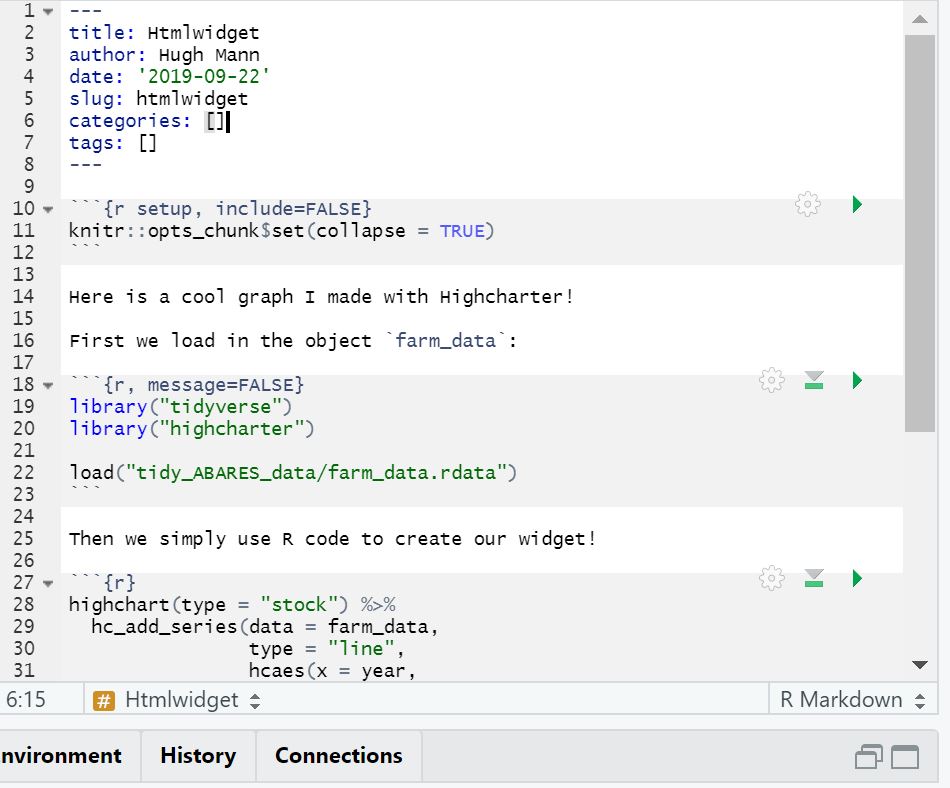 1 ---
2 title: Htmlwidget
3 author: Hugh Mann
4 date: '2019-09-22'
5 slug: htmlwidget
6 categories: []
7 tags: []
8 ---
9
10 ```{r setup, include=FALSE}
11 knitr::opts_chunk$set(collapse = TRUE)
12 ```
13
14 Here is a cool graph I made with Highcharter!
15
16 First we load in the object `farm_data`:
17
18 ```{r, message=FALSE}
19 library("tidyverse")
20 library("highcharter")
21
22 load("tidy_ABARES_data/farm_data.rdata")
23 ```
24
25 Then we simply use R code to create our widget!
26
27 ```{r}
28 highchart(type = "stock") %>%
29   hc_add_series(data = farm_data,
30                 type = "line",
31                 hcaes(x = year,
6:15 # Htmlwidget R Markdown
nvironment History Connections